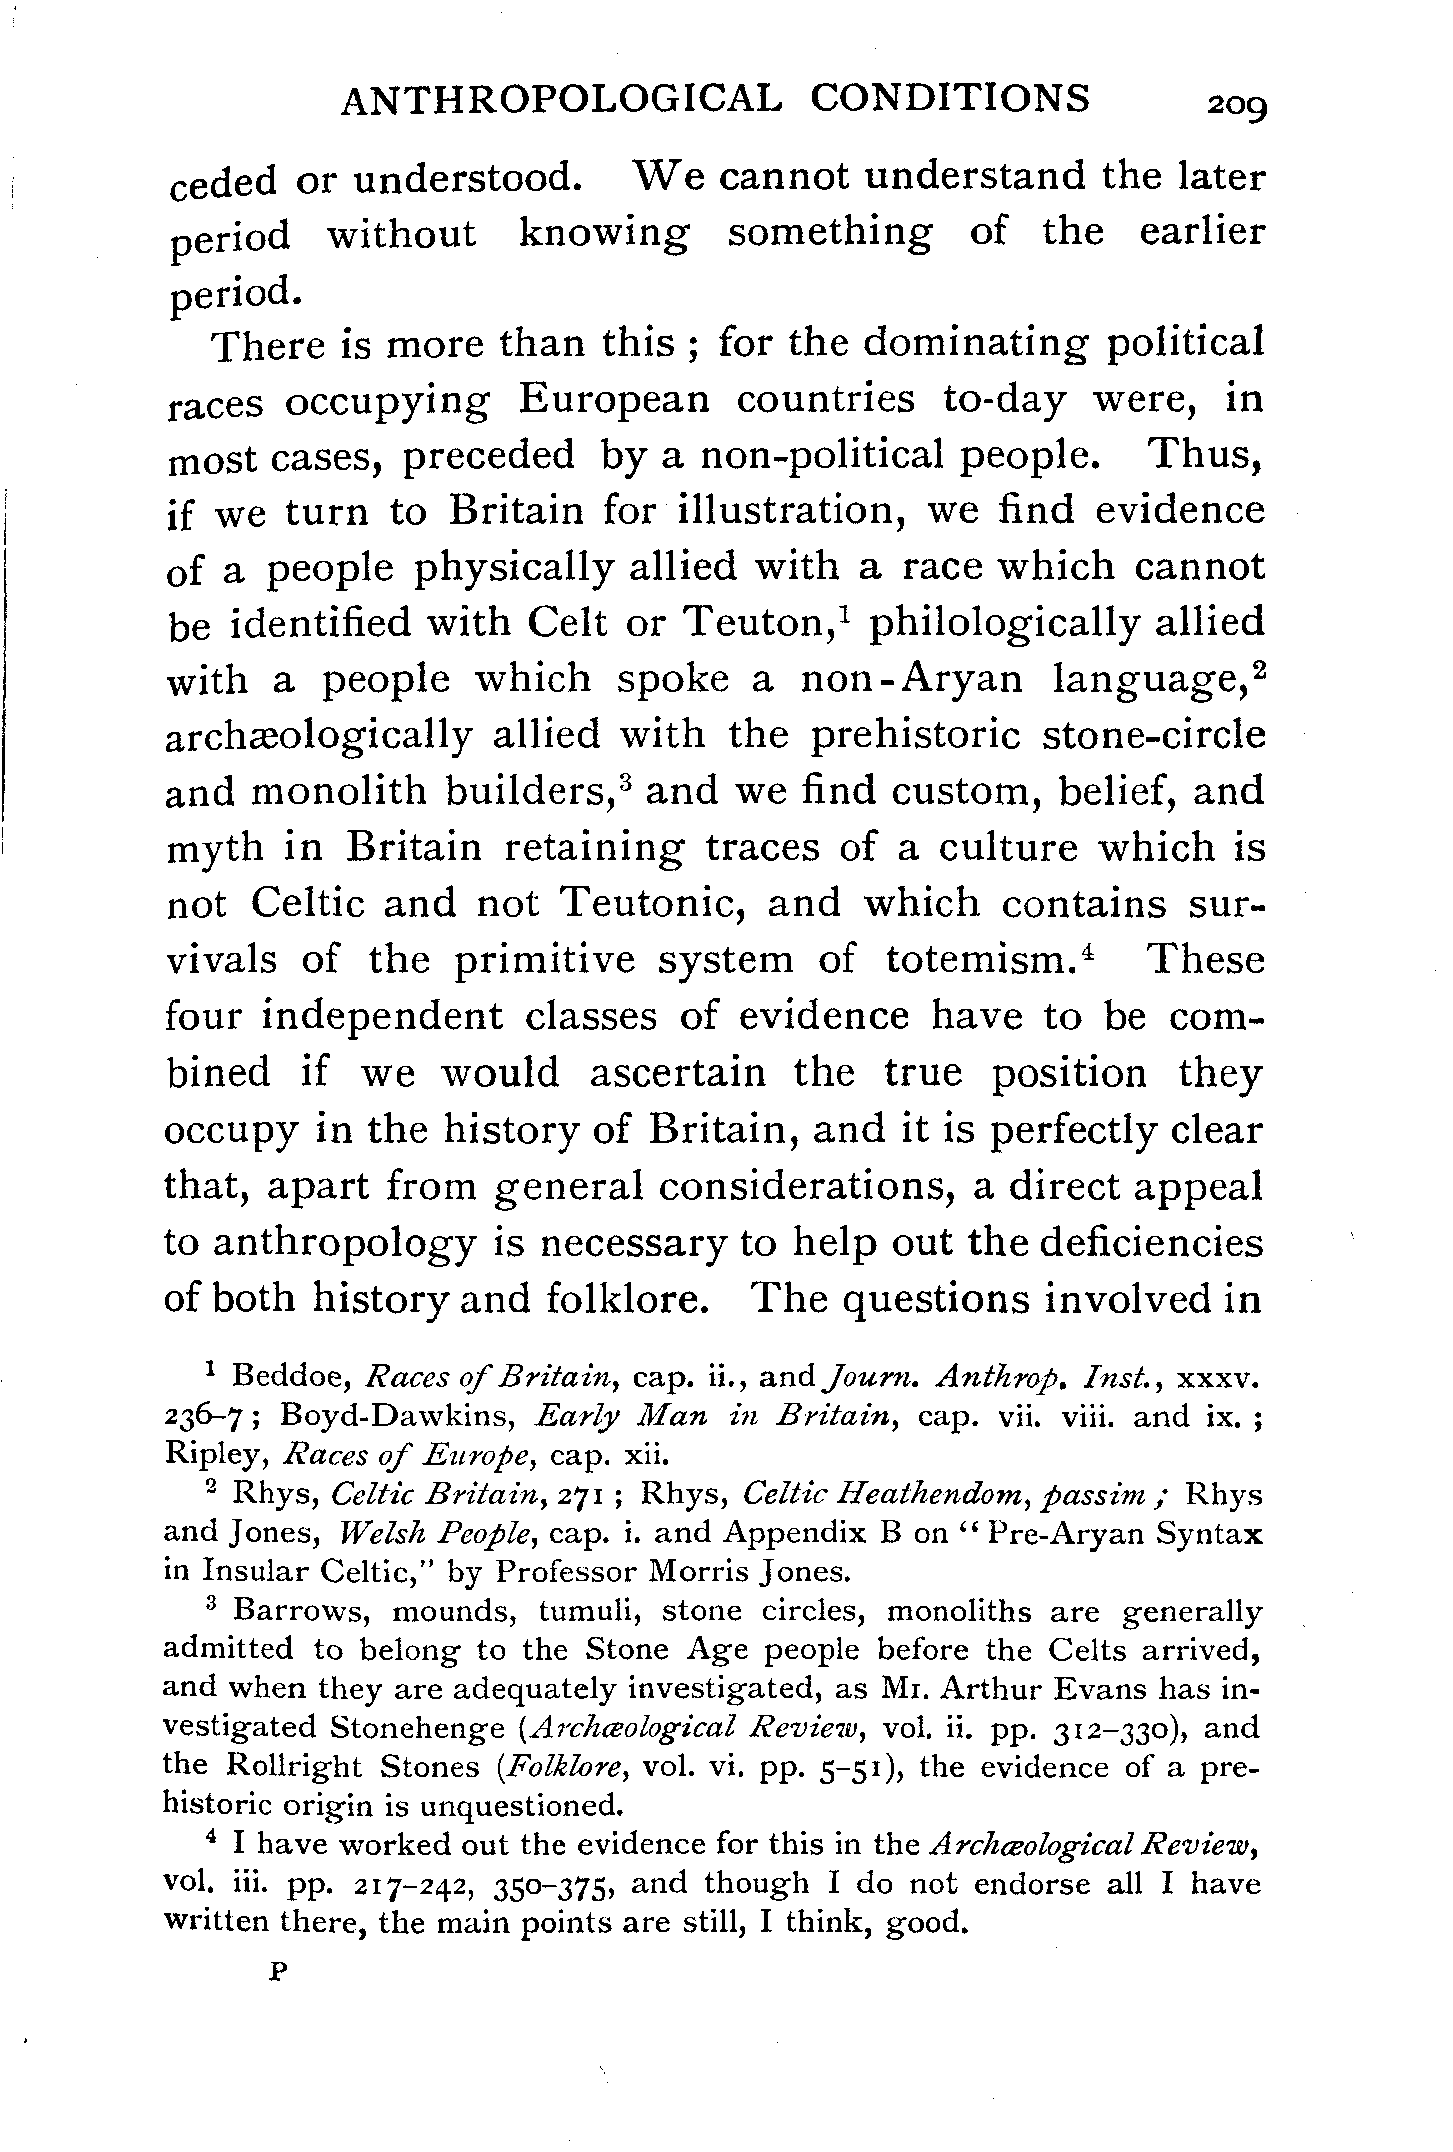 ANTHROPOLOGICAL CONDITIONS 209
ceded or understood. We cannot understand the later
period without knowing something of the earlier
period.
There is more than this ; for the dominating political
races occupying European countries to-day were, in
most cases, preceded by a non-political people. Thus,
if we turn to Britain for illustration, we find evidence
of a people physically allied with a race which cannot
be identified with Celt or Teuton,¹ philologically allied
with a people which spoke a non-Aryan language,²
archæologically allied with the prehistoric stone-circle
and monolith builders,³ and we find custom, belief, and
myth in Britain retaining traces of a culture which is
not Celtic and not Teutonic, and which contains sur-
vivals of the primitive system of totemism.⁴ These
four independent classes of evidence have to be com-
bined if we would ascertain the true position they
occupy in the history of Britain, and it is perfectly clear
that, apart from general considerations, a direct appeal
to anthropology is necessary to help out the deficiencies
of both history and folklore. The questions involved in
¹ Beddoe, Races of Britain, cap. ii., and Journ. Anthrop. Inst., xxxv.
236–7 ; Boyd-Dawkins, Early Man in Britain, cap. vii. viii. and ix. ;
Ripley, Races of Europe, cap. xii.
² Rhys, Celtic Britain, 271 ; Rhys, Celtic Heathendom, passim ; Rhys
and Jones, Welsh People, cap. i. and Appendix B on “ Pre-Aryan Syntax
in Insular Celtic,” by Professor Morris Jones.
³ Barrows, mounds, tumuli, stone circles, monoliths are generally
admitted to belong to the Stone Age people before the Celts arrived,
and when they are adequately investigated, as Mr. Arthur Evans has in-
vestigated Stonehenge (Archæological Review, vol. ii. pp. 312–330), and
the Rollright Stones (Folklore, vol. vi. pp. 5–51), the evidence of a pre-
historic origin is unquestioned.
⁴ I have worked out the evidence for this in the Archæological Review,
vol. iii. pp. 217–242, 350–375, and though I do not endorse all I have
written there, the main points are still, I think, good.
P